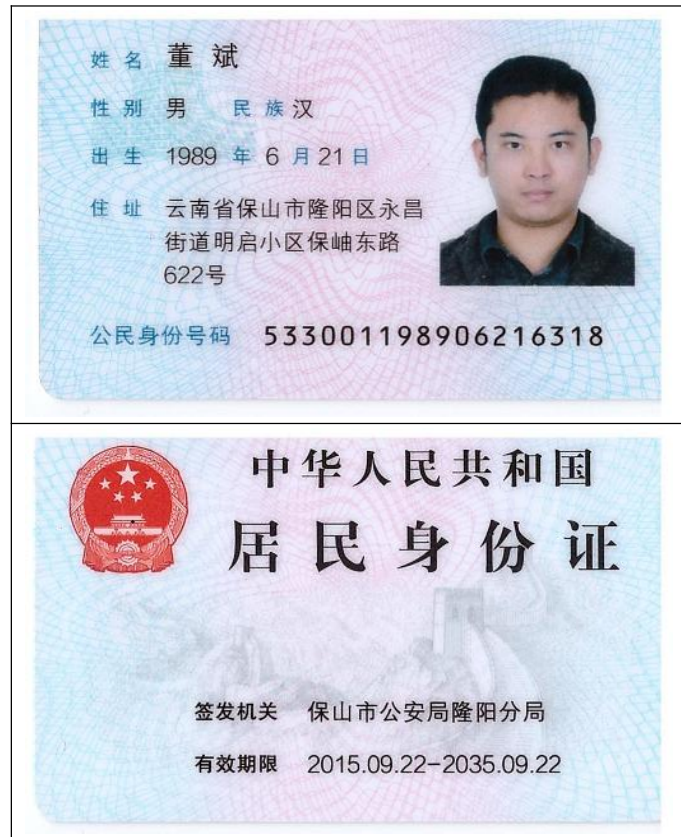 姓名 董斌
性别 男 民族 汉
出生 1989 年 6 月 21 日
住址 云南省保山市隆阳区永昌
街道明启小区保岫东路
622号
公民身份号码 533001198906216318
中华人民共和国
居民身份证
签发机关 保山市公安局隆阳分局
有效期限 2015.09.22-2035.09.22